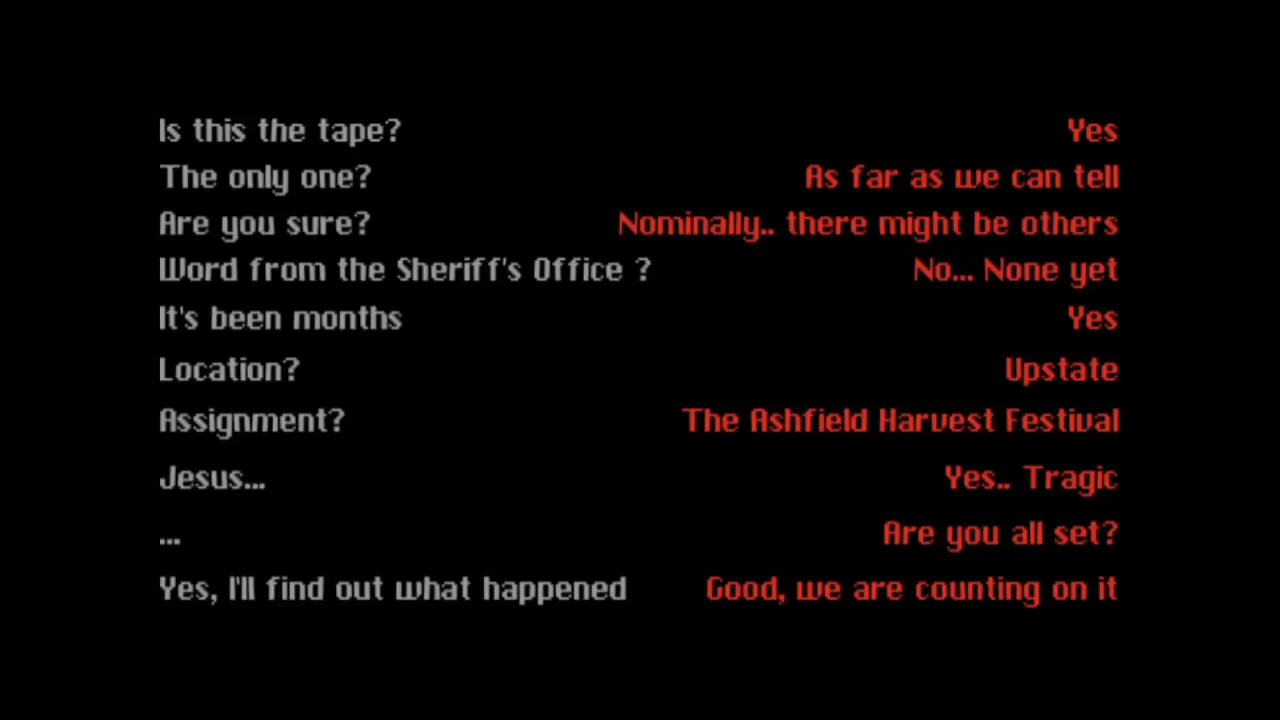 Is this the tape? Yes
The only one? As far as we can tell
Are you sure? Nominally.. there might be others
Word from the Sheriff's Office ? No... None yet
It's been months Yes
Location? Upstate
Assignment? The Ashfield Harvest Festival
Jesus... Yes.. Tragic
... Are you all set?
Yes, I'll find out what happened Good, we are counting on it